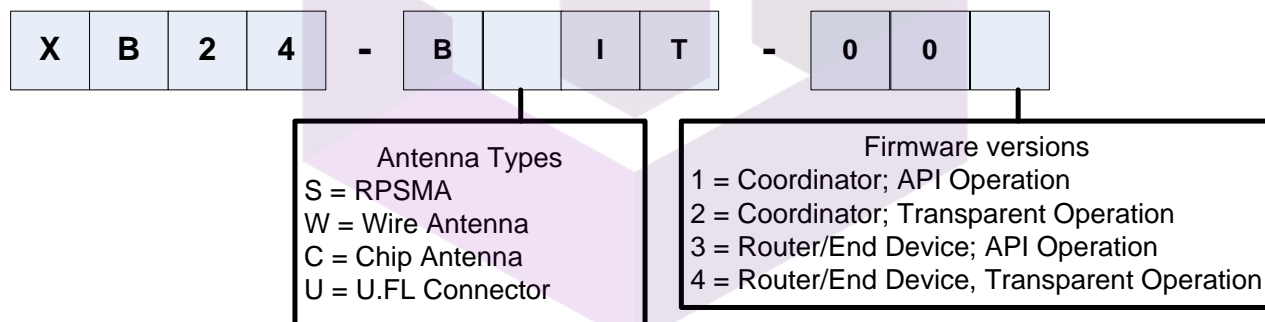 X B 2 4 - B I T - 0 0
Antenna Types
S = RPSMA
W = Wire Antenna
C = Chip Antenna
U = U.FL Connector
Firmware versions
1 = Coordinator; API Operation
2 = Coordinator; Transparent Operation
3 = Router/End Device; API Operation
4 = Router/End Device, Transparent Operation